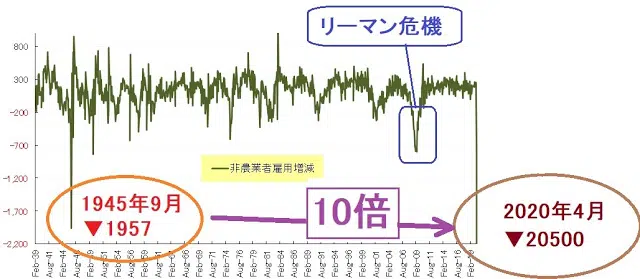 リーマン危機
800
300
-200
-700
-1,200
-1,700
-2,200
非農業者雇用増減
1945年9月
▼1957
10倍
2020年4月
▼20500
Feb-39
Aug-41
Feb-44
Aug-46
Feb-49
Aug-51
Feb-54
Aug-56
Feb-59
Aug-61
Feb-64
Aug-66
Feb-69
Aug-71
Feb-74
Aug-76
Feb-79
Aug-81
Feb-84
Aug-86
Feb-89
Aug-91
Feb-94
Aug-96
Feb-99
Aug-01
Feb-04
Aug-06
Feb-09
Aug-11
Feb-14
Aug-16
Feb-19